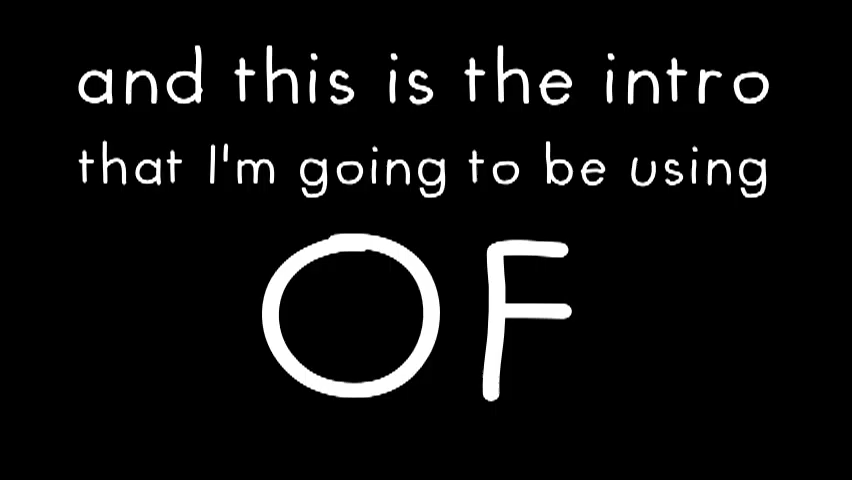 and this is the intro
that I'm going to be using
OF